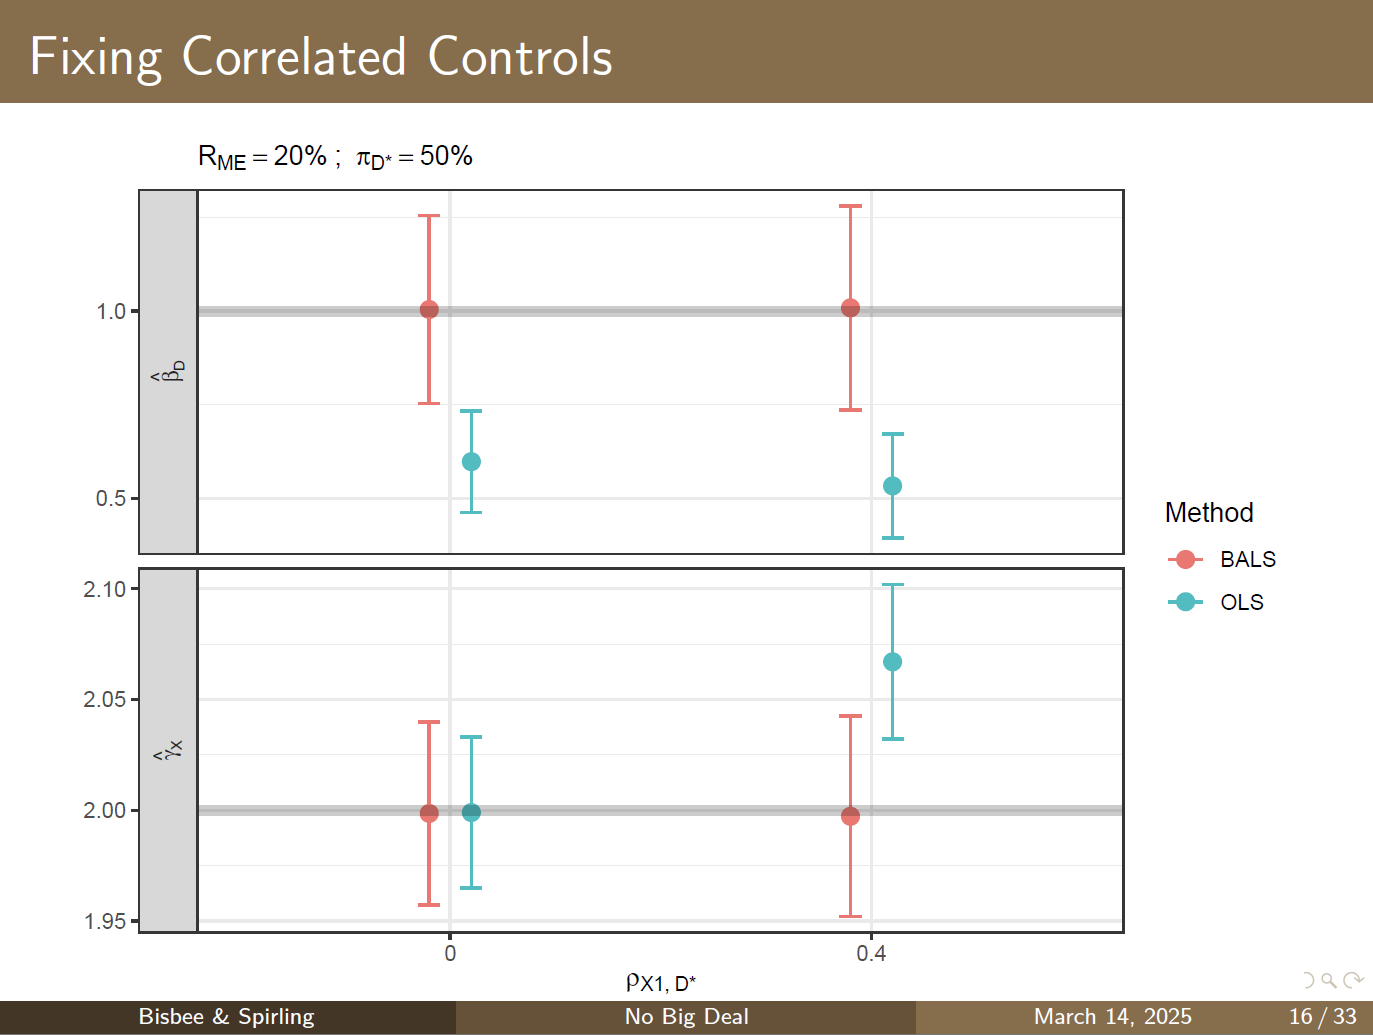 Fixing Correlated Controls
R_ME = 20% ; π_D* = 50%
1.0
0.5
β̂_D
2.10
2.05
2.00
1.95
γ̂_X
0 0.4
ρ_X1, D*
Method
BALS
OLS
Bisbee & Spirling No Big Deal March 14, 2025 16 / 33